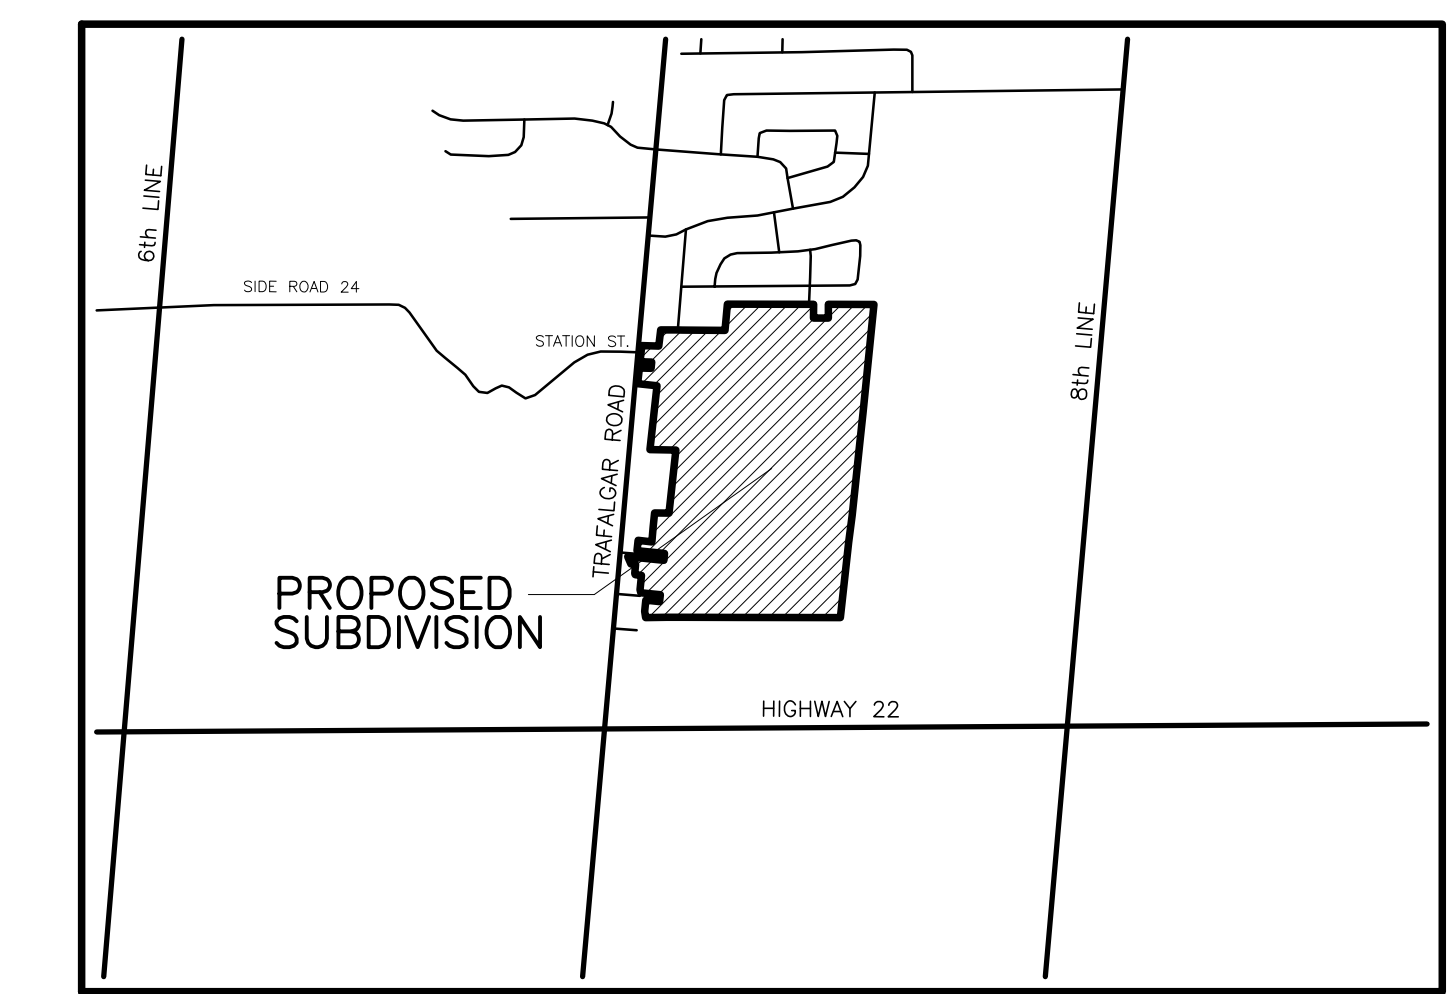 6th LINE
SIDE ROAD 24
STATION ST.
8th LINE
TRAFALGAR ROAD
PROPOSED
SUBDIVISION
HIGHWAY 22